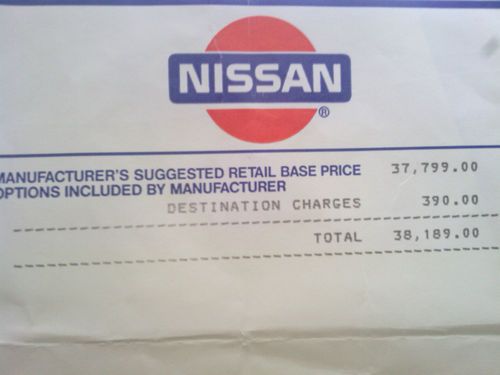 NISSAN
®
MANUFACTURER'S SUGGESTED RETAIL BASE PRICE 37,799.00
OPTIONS INCLUDED BY MANUFACTURER
DESTINATION CHARGES 390.00
TOTAL 38,189.00